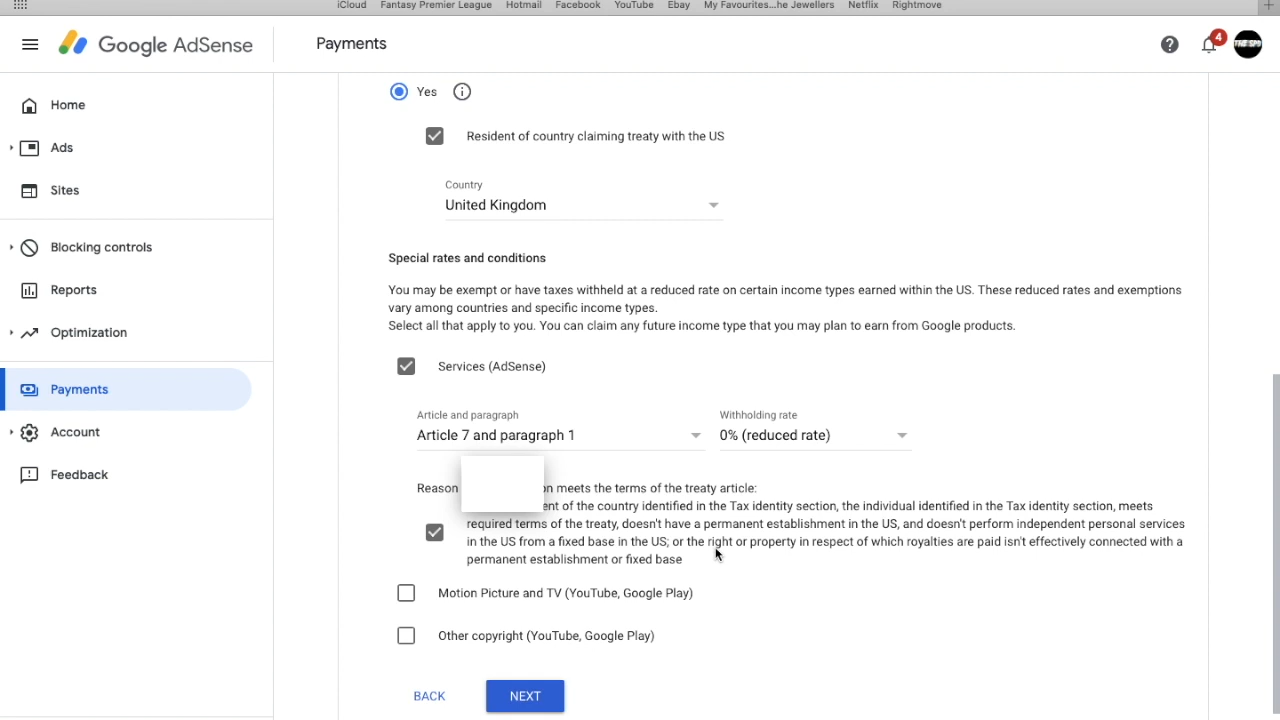 iCloud Fantasy Premier League Hotmail Facebook YouTube Ebay My Favourites...he Jewellers Netflix Rightmove
Google AdSense
Payments
4
THE SPO
Home
Ads
Sites
Blocking controls
Reports
Optimization
Payments
Account
Feedback
Yes
Resident of country claiming treaty with the US
Country
United Kingdom
Special rates and conditions
You may be exempt or have taxes withheld at a reduced rate on certain income types earned within the US. These reduced rates and exemptions
vary among countries and specific income types.
Select all that apply to you. You can claim any future income type that you may plan to earn from Google products.
Services (AdSense)
Article and paragraph Withholding rate
Article 7 and paragraph 1 0% (reduced rate)
Reason meets the terms of the treaty article:
of the country identified in the Tax identity section, the individual identified in the Tax identity section, meets
required terms of the treaty, doesn't have a permanent establishment in the US, and doesn't perform independent personal services
in the US from a fixed base in the US; or the right or property in respect of which royalties are paid isn't effectively connected with a
permanent establishment or fixed base
Motion Picture and TV (YouTube, Google Play)
Other copyright (YouTube, Google Play)
BACK NEXT